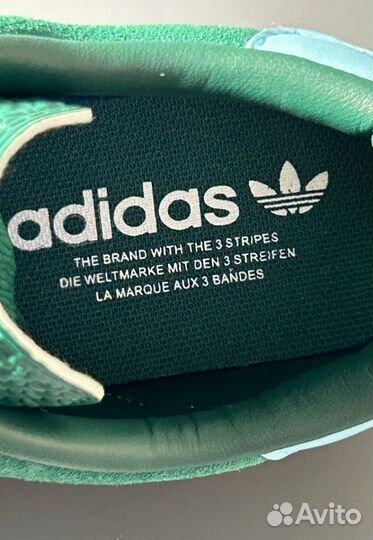 adidas
THE BRAND WITH THE 3 STRIPES
DIE WELTMARKE MIT DEN 3 STREIFEN
LA MARQUE AUX 3 BANDES
Avito